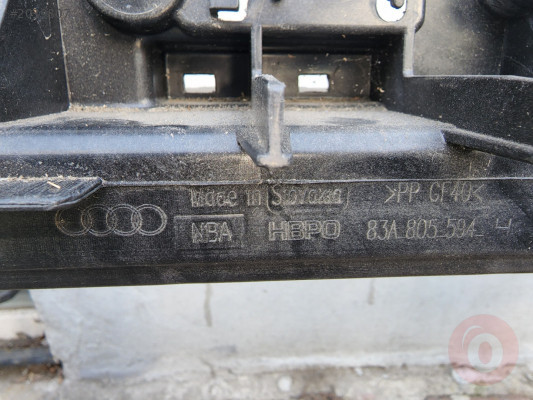 Made in Slovakia >PP GF40<
NBA HBPO 83A 805 594 H